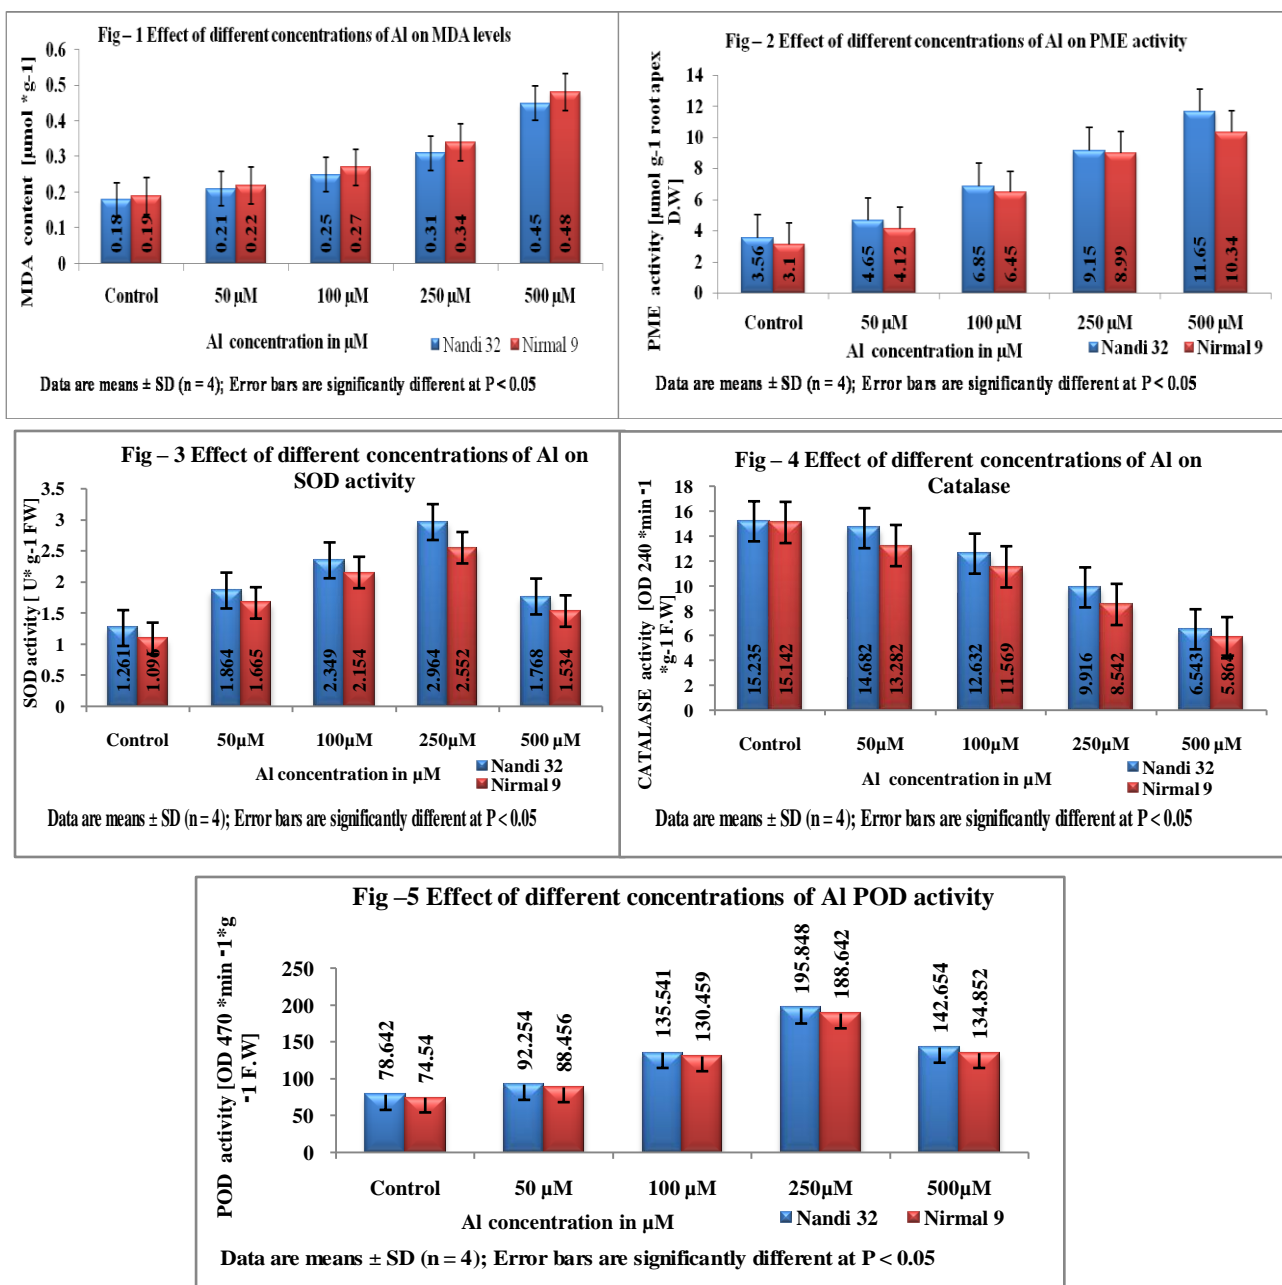 Fig – 1 Effect of different concentrations of Al on MDA levels
MDA content [µmol *g-1]
0.6
0.5
0.4
0.3
0.2
0.1
0
0.18
0.19
0.21
0.22
0.25
0.27
0.31
0.34
0.45
0.48
Control
50 µM
100 µM
250 µM
500 µM
Al concentration in µM
Nandi 32
Nirmal 9
Data are means ± SD (n = 4); Error bars are significantly different at P < 0.05
Fig – 2 Effect of different concentrations of Al on PME activity
PME activity [µmol g-1 root apex
D.W]
14
12
10
8
6
4
2
0
3.56
3.1
4.65
4.12
6.85
6.45
9.15
8.99
11.65
10.34
Control
50 µM
100 µM
250 µM
500 µM
Al concentration in µM
Nandi 32
Nirmal 9
Data are means ± SD (n = 4); Error bars are significantly different at P < 0.05
Fig – 3 Effect of different concentrations of Al on
SOD activity
SOD activity [ U* g-1 FW]
3.5
3
2.5
2
1.5
1
0.5
0
1.261
1.096
1.864
1.665
2.349
2.154
2.964
2.552
1.768
1.534
Control
50µM
100µM
250µM
500 µM
Al concentration in µM
Nandi 32
Nirmal 9
Data are means ± SD (n = 4); Error bars are significantly different at P < 0.05
Fig – 4 Effect of different concentrations of Al on
Catalase
CATALASE activity [OD 240 *min -1
*g-1 F.W]
18
16
14
12
10
8
6
4
2
0
15.235
15.142
14.682
13.282
12.632
11.569
9.916
8.542
6.543
5.864
Control
50µM
100µM
250µM
500 µM
Al concentration in µM
Nandi 32
Nirmal 9
Data are means ± SD (n = 4); Error bars are significantly different at P < 0.05
Fig –5 Effect of different concentrations of Al POD activity
POD activity [OD 470 *min -1*g
-1 F.W]
250
200
150
100
50
0
78.642
74.54
92.254
88.456
135.541
130.459
195.848
188.642
142.654
134.852
Control
50 µM
100 µM
250µM
500µM
Al concentration in µM
Nandi 32
Nirmal 9
Data are means ± SD (n = 4); Error bars are significantly different at P < 0.05